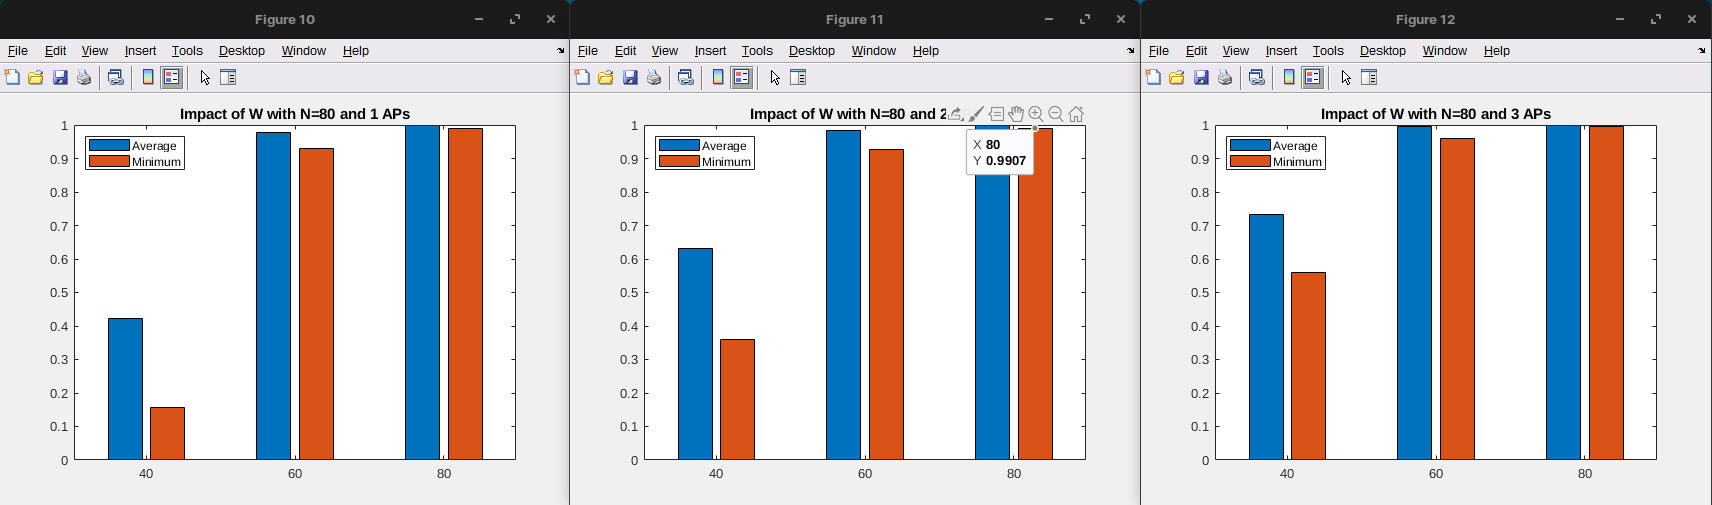 Figure 10
File Edit View Insert Tools Desktop Window Help
Impact of W with N=80 and 1 APs
Average
Minimum
1
0.9
0.8
0.7
0.6
0.5
0.4
0.3
0.2
0.1
0
40 60 80
Figure 11
File Edit View Insert Tools Desktop Window Help
Impact of W with N=80 and 2
Average
Minimum
X 80
Y 0.9907
1
0.9
0.8
0.7
0.6
0.5
0.4
0.3
0.2
0.1
0
40 60 80
Figure 12
File Edit View Insert Tools Desktop Window Help
Impact of W with N=80 and 3 APs
Average
Minimum
1
0.9
0.8
0.7
0.6
0.5
0.4
0.3
0.2
0.1
0
40 60 80